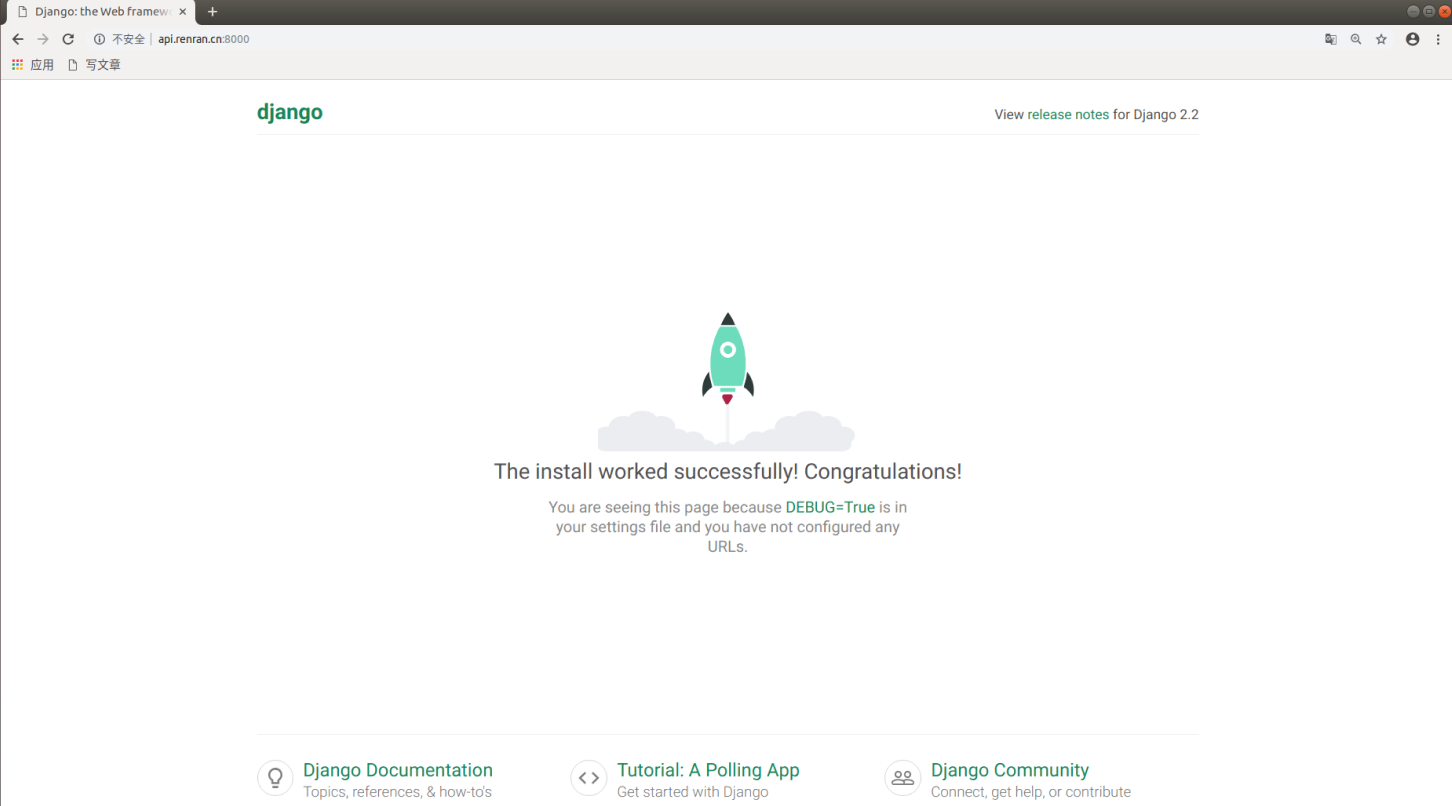 Django: the Web framew
不安全 api.renran.cn:8000
应用 写文章
django
View release notes for Django 2.2
The install worked successfully! Congratulations!
You are seeing this page because DEBUG=True is in
your settings file and you have not configured any
URLs.
Django Documentation
Topics, references, & how-to's
Tutorial: A Polling App
Get started with Django
Django Community
Connect, get help, or contribute